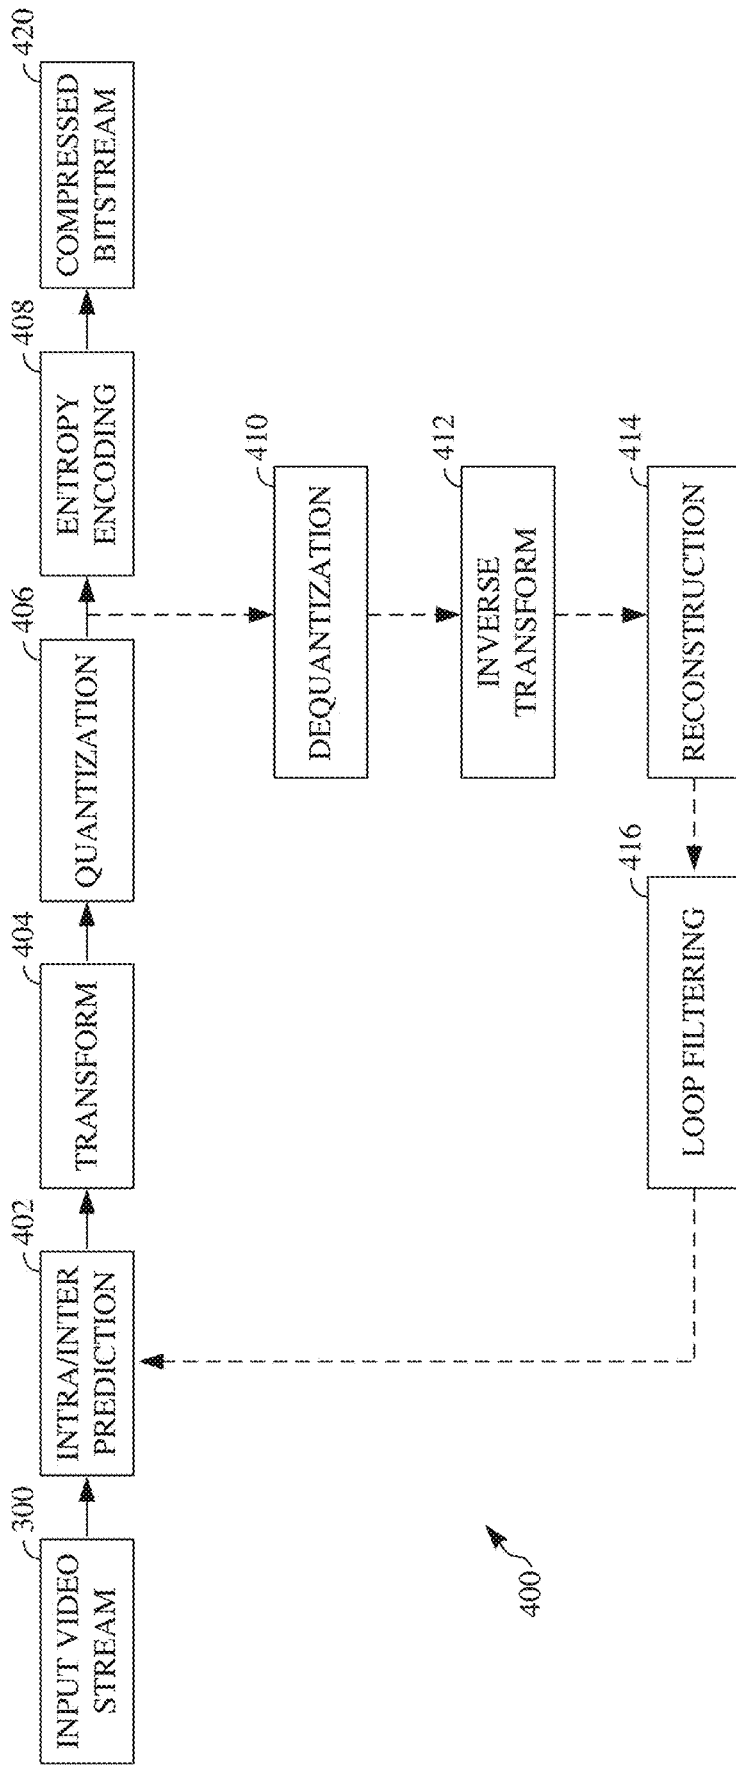 300
INPUT VIDEO
STREAM
402
INTRA/INTER
PREDICTION
404
TRANSFORM
406
QUANTIZATION
408
ENTROPY
ENCODING
420
COMPRESSED
BITSTREAM
410
DEQUANTIZATION
412
INVERSE
TRANSFORM
414
RECONSTRUCTION
416
LOOP FILTERING
400